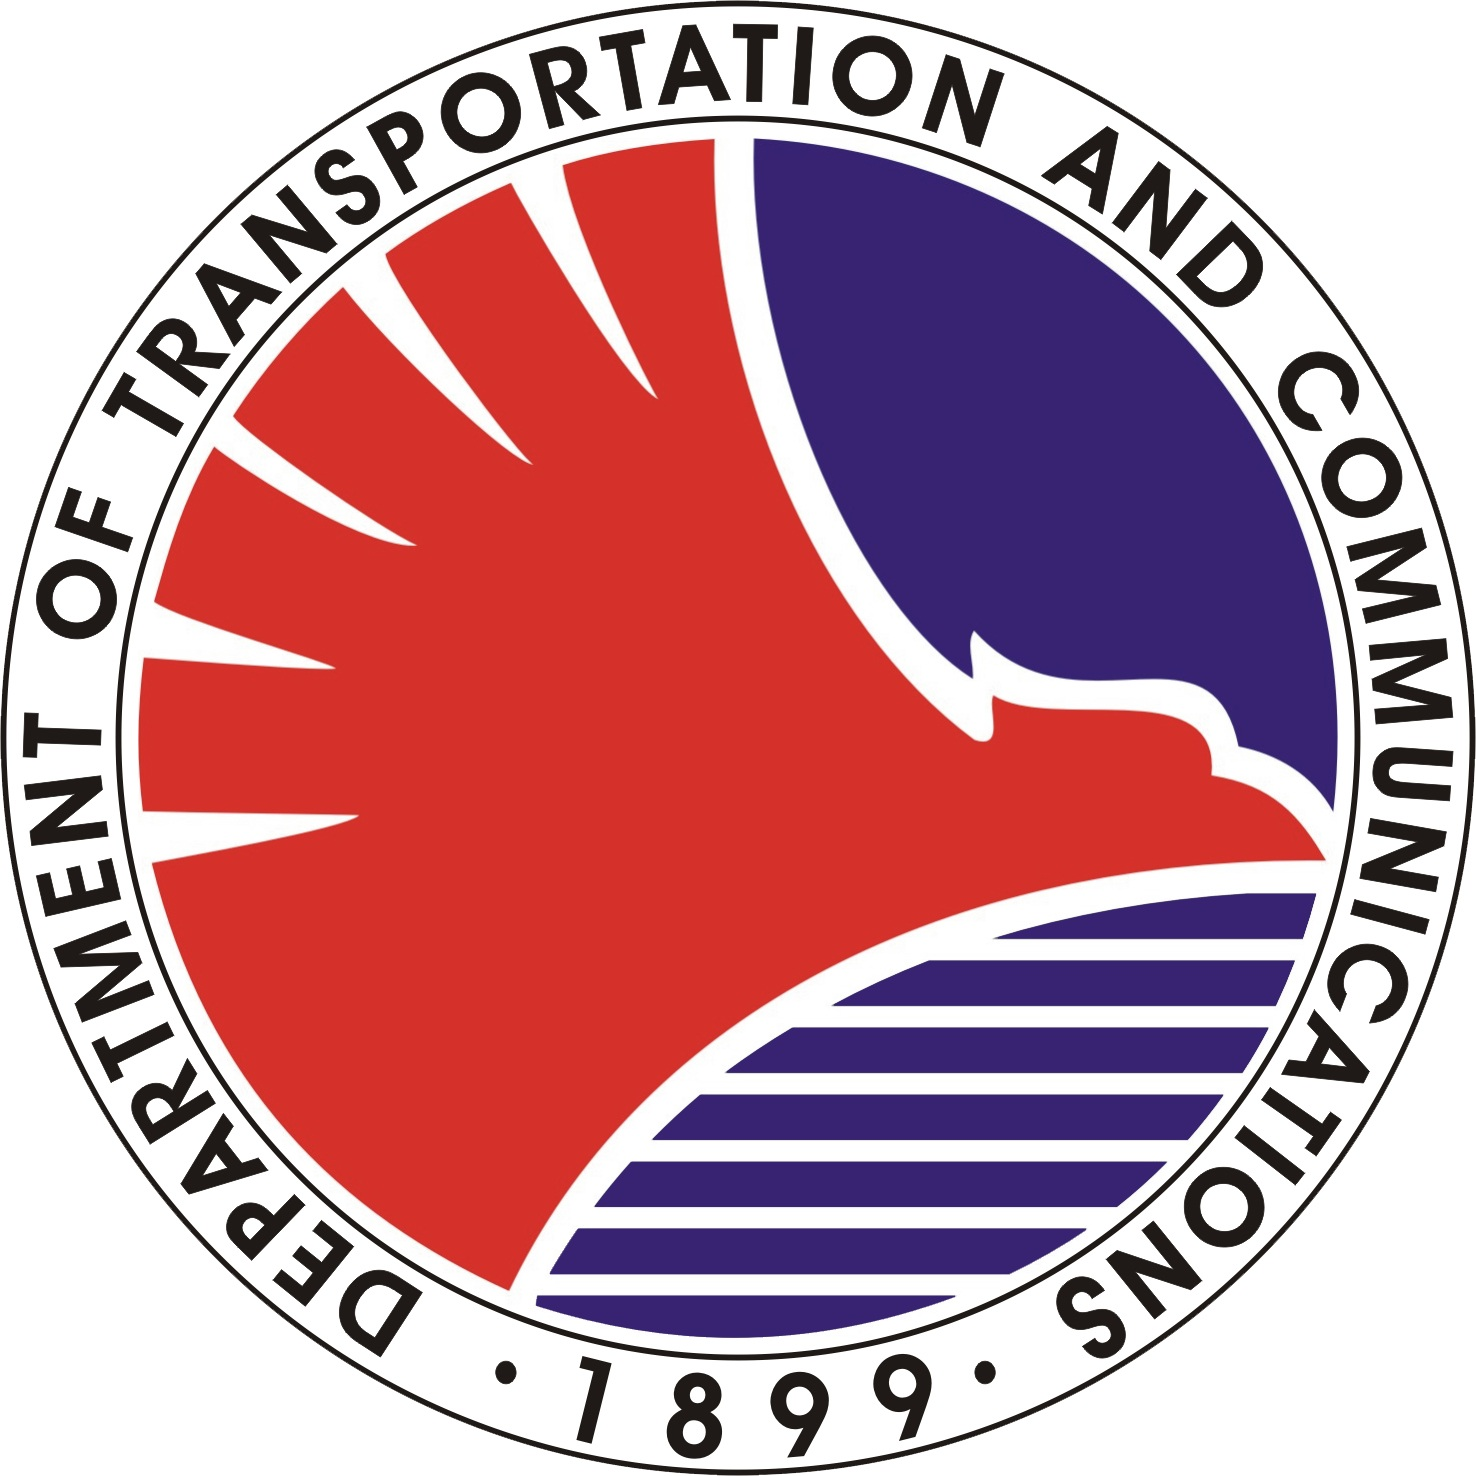 DEPARTMENT OF TRANSPORTATION AND COMMUNICATIONS
· 1899 ·